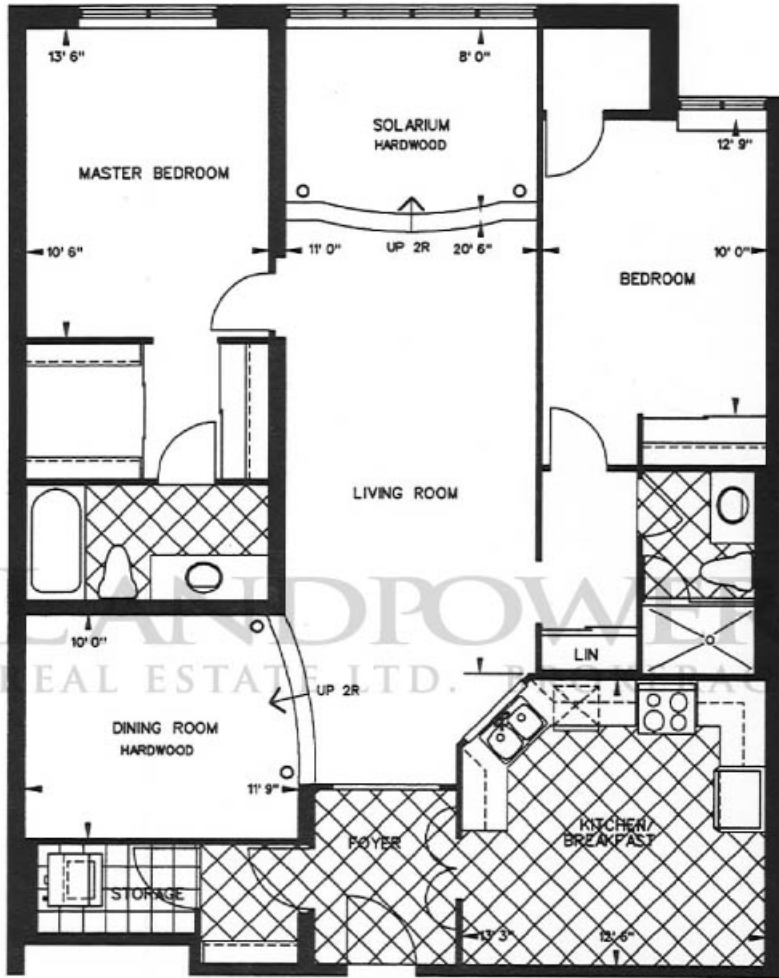 13' 6"
8' 0"
SOLARIUM
HARDWOOD
12' 9"
MASTER BEDROOM
10' 6"
11' 0"
UP 2R
20' 6"
10' 0"
BEDROOM
LIVING ROOM
LANDPOWER
REAL ESTATE LTD.
10' 0"
LIN
UP 2R
DINING ROOM
HARDWOOD
11' 9"
KITCHEN/
BREAKFAST
FOYER
STORAGE
13' 3"
12' 6"